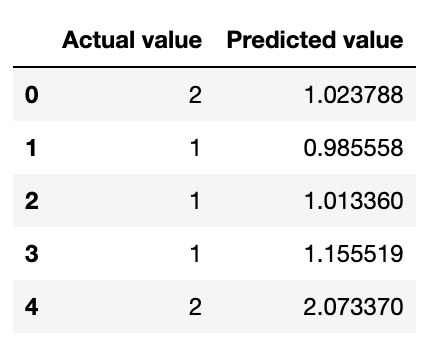 Actual value Predicted value
0 2 1.023788
1 1 0.985558
2 1 1.013360
3 1 1.155519
4 2 2.073370